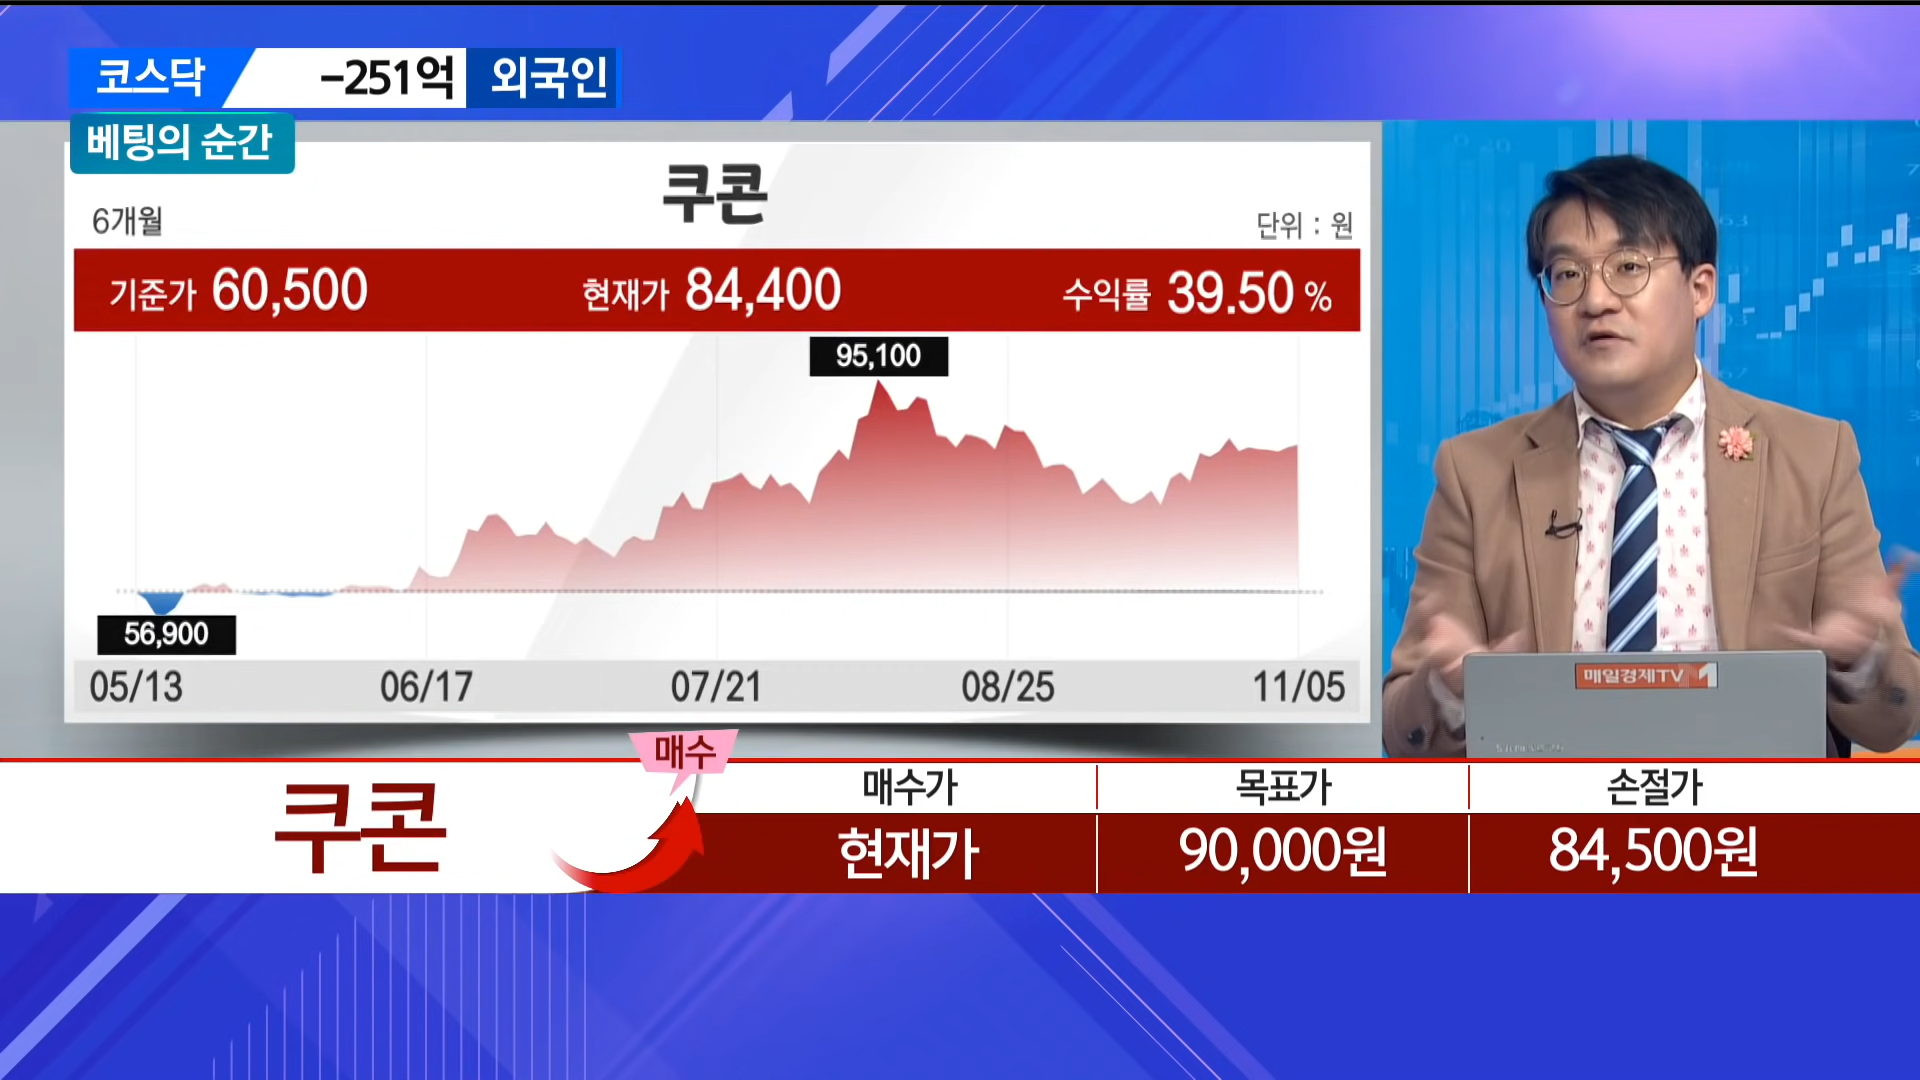 코스닥 -251억 외국인
베팅의 순간
쿠콘
6개월
단위 : 원
기준가 60,500 현재가 84,400 수익률 39.50 %
95,100
56,900
05/13 06/17 07/21 08/25 11/05
매일경제TV
매수
쿠콘
매수가 목표가 손절가
현재가 90,000원 84,500원